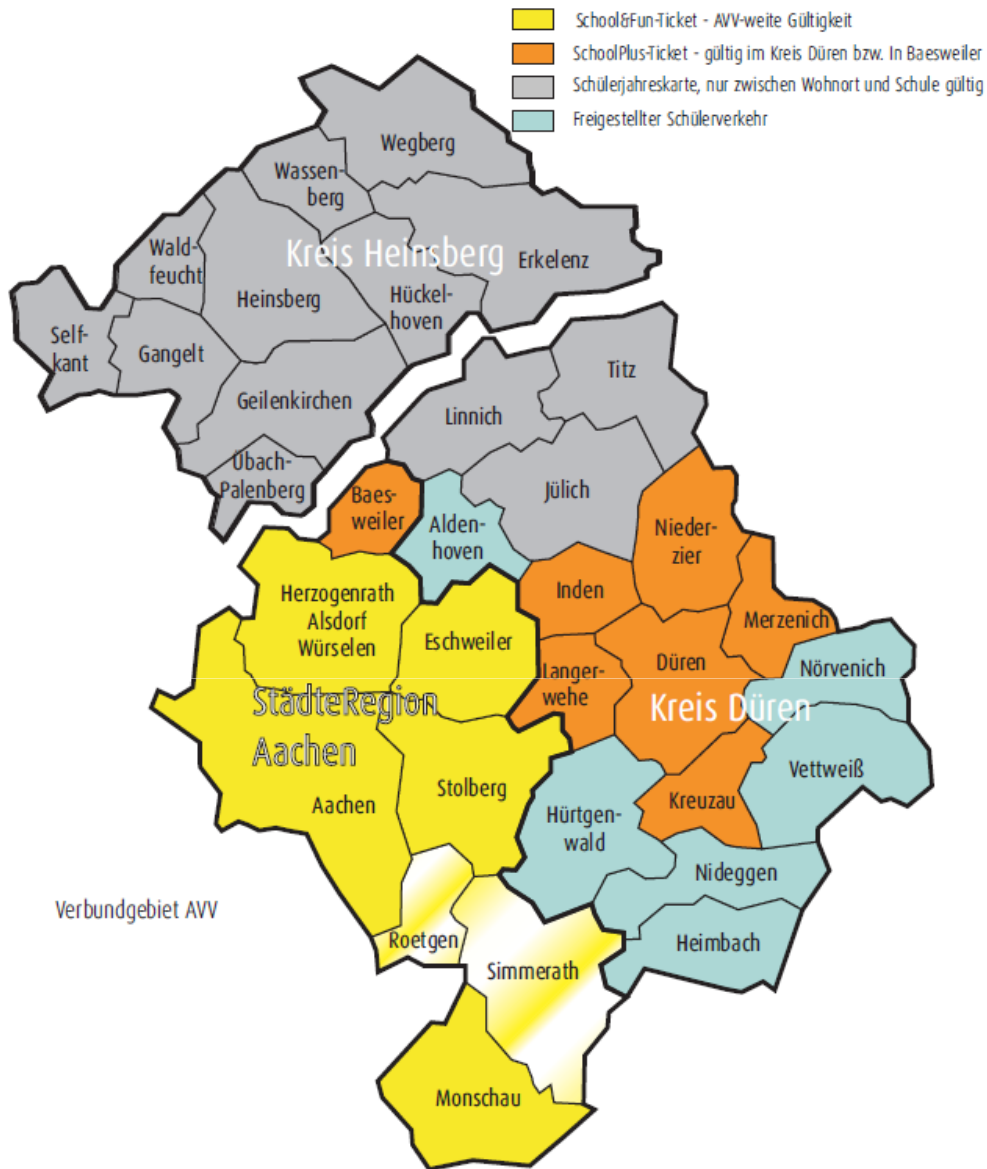 School&Fun-Ticket - AVV-weite Gültigkeit
SchoolPlus-Ticket - gültig im Kreis Düren bzw. In Baesweiler
Schülerjahreskarte, nur zwischen Wohnort und Schule gültig
Freigestellter Schülerverkehr
Wegberg
Wassen-
berg
Kreis Heinsberg
Wald-
feucht
Erkelenz
Heinsberg
Hückel-
hoven
Self-
kant
Gangelt
Geilenkirchen
Übach-
Palenberg
Titz
Linnich
Jülich
Baes-
weiler
Alden-
hoven
Nieder-
zier
Inden
Merzenich
Herzogenrath
Alsdorf
Würselen
Eschweiler
Langer-
wehe
Düren
Nörvenich
StädteRegion
Aachen
Kreis Düren
Aachen
Stolberg
Vettweiß
Kreuzau
Hürtgen-
wald
Nideggen
Verbundgebiet AVV
Roetgen
Heimbach
Simmerath
Monschau